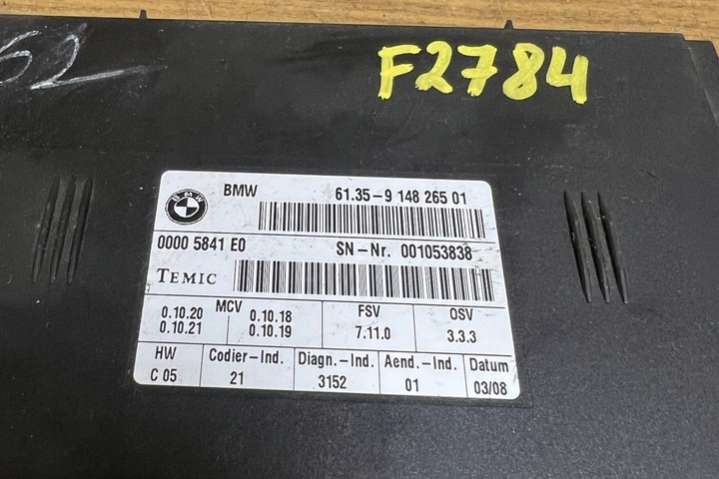 62
F2784
BMW 61.35-9 148 265 01
0000 5841 E0 SN-Nr. 001053838
TEMIC
MCV FSV OSV
0.10.20 0.10.18 7.11.0 3.3.3
0.10.21 0.10.19
HW Codier-Ind. Diagn.-Ind. Aend.-Ind. Datum
C 05 21 3152 01 03/08